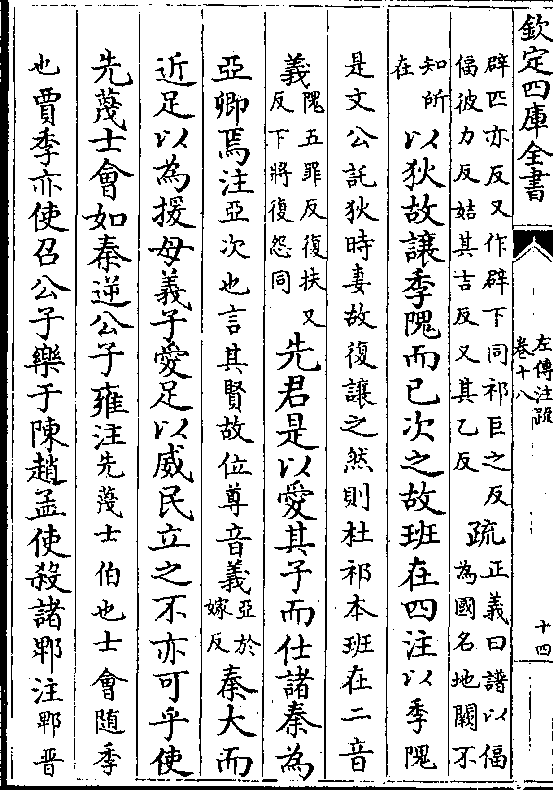 欽定四庫全書
左傳注疏
卷十八
十四
辟匹亦反又作辟下同祁巨之反
偪彼力反姞其吉反又其乙反
疏
正義曰譜以偪
為國名地闕不
知所
在
以狄故讓季隗而已次之故班在四注以季隗
是文公託狄時妻故復讓之然則杜祁本班在二音
義
隗五罪反復扶又
反下將復怨同
先君是以愛其子而仕諸秦為
亞卿焉注亞次也言其賢故位尊音義
亞於
嫁反
秦大而
近足以為援母義子愛足以威民立之不亦可乎使
先蔑士會如秦逆公子雍注先蔑士伯也士會隨季
也賈季亦使召公子樂于陳趙孟使殺諸郫注郫晉